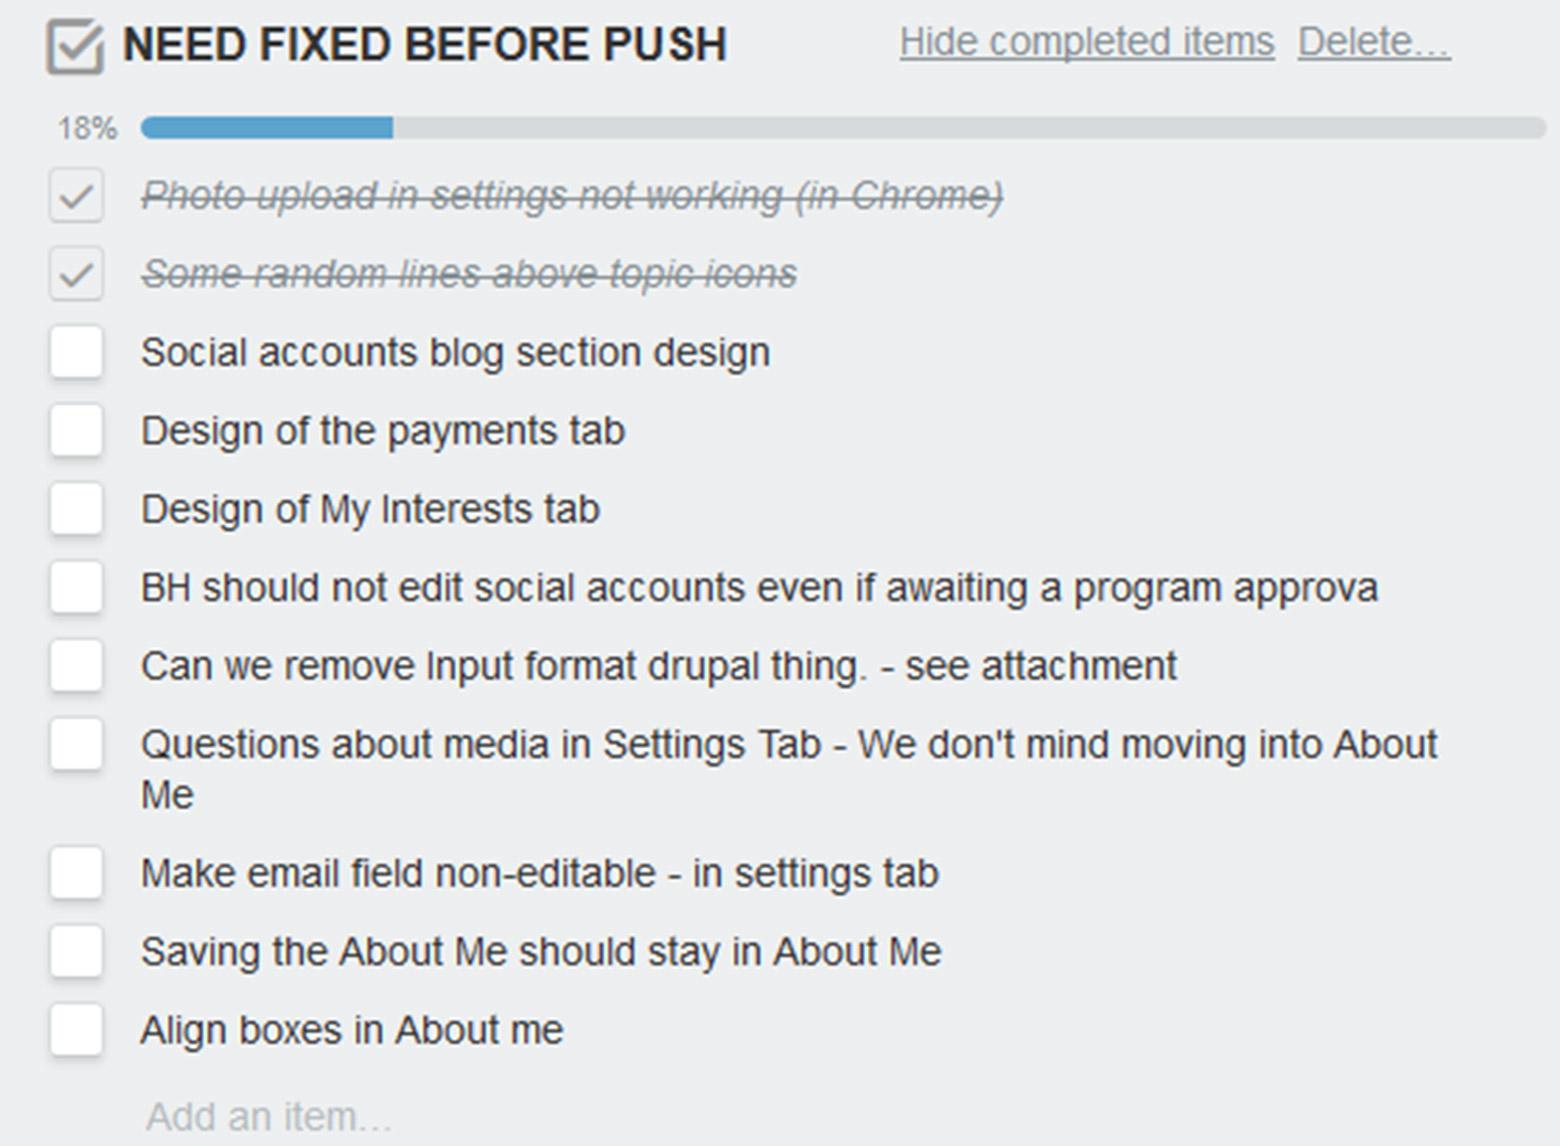 NEED FIXED BEFORE PUSH Hide completed items Delete...
18%
Photo upload in settings not working (in Chrome)
Some random lines above topic icons
Social accounts blog section design
Design of the payments tab
Design of My Interests tab
BH should not edit social accounts even if awaiting a program approva
Can we remove Input format drupal thing. - see attachment
Questions about media in Settings Tab - We don't mind moving into About
Me
Make email field non-editable - in settings tab
Saving the About Me should stay in About Me
Align boxes in About me
Add an item...